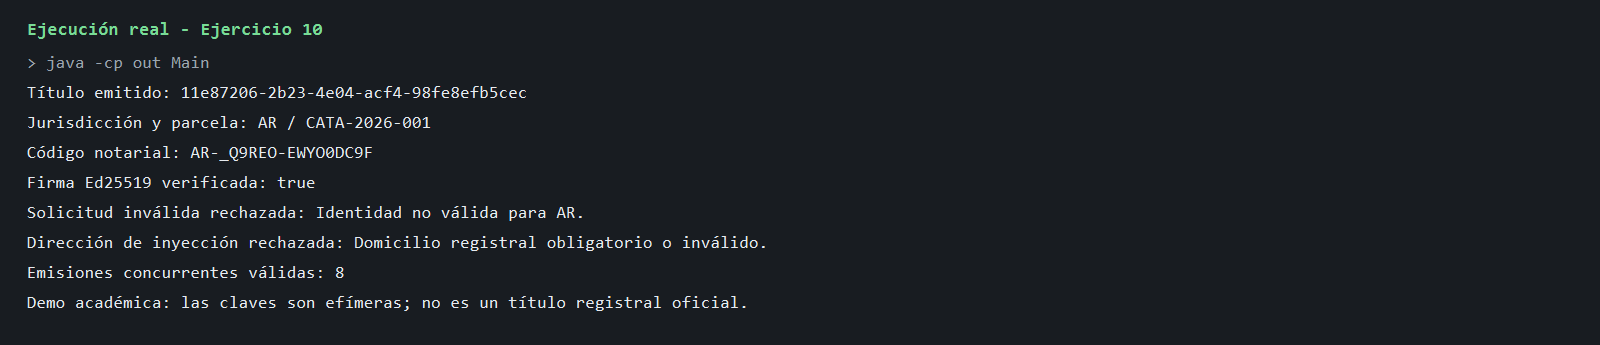 Ejecución real - Ejercicio 10
> java -cp out Main
Título emitido: 11e87206-2b23-4e04-acf4-98fe8efb5cec
Jurisdicción y parcela: AR / CATA-2026-001
Código notarial: AR-_Q9REO-EWYO0DC9F
Firma Ed25519 verificada: true
Solicitud inválida rechazada: Identidad no válida para AR.
Dirección de inyección rechazada: Domicilio registral obligatorio o inválido.
Emisiones concurrentes válidas: 8
Demo académica: las claves son efímeras; no es un título registral oficial.